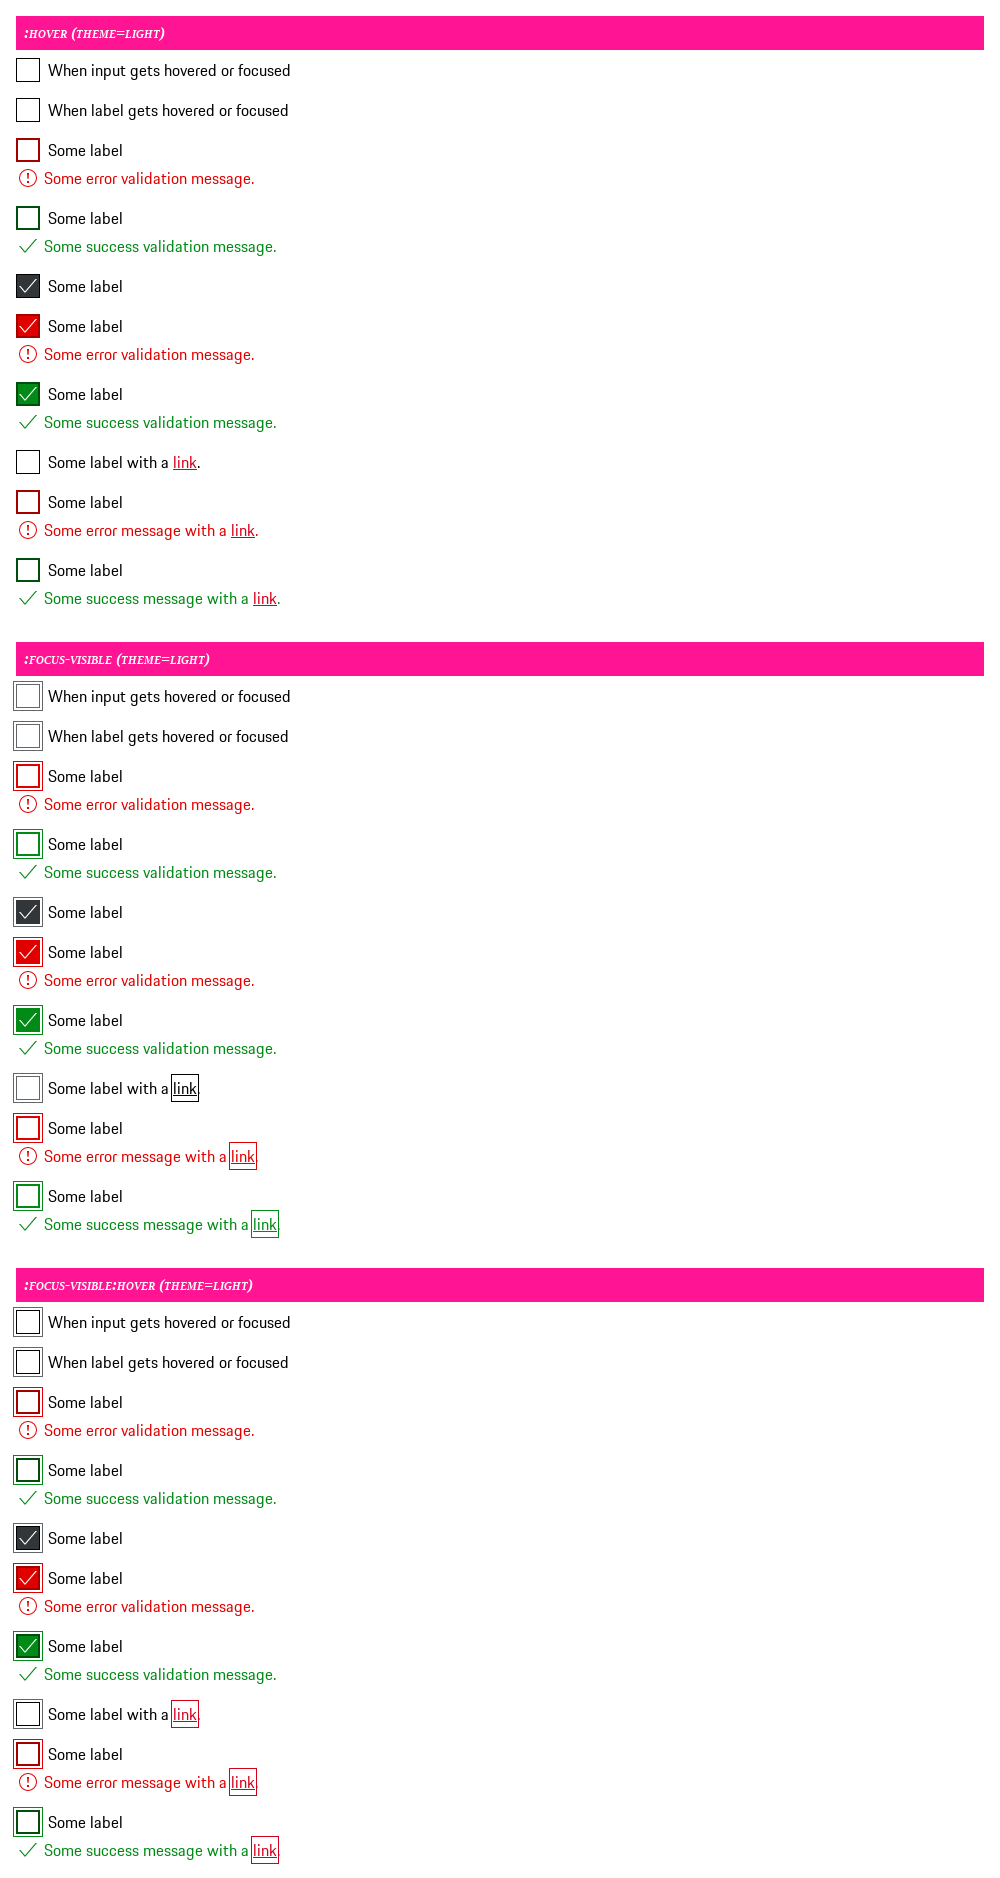 :hover (theme=light)
When input gets hovered or focused
When label gets hovered or focused
Some label
Some error validation message.
Some label
Some success validation message.
Some label
Some label
Some error validation message.
Some label
Some success validation message.
Some label with a link.
Some label
Some error message with a link.
Some label
Some success message with a link.
:focus-visible (theme=light)
When input gets hovered or focused
When label gets hovered or focused
Some label
Some error validation message.
Some label
Some success validation message.
Some label
Some label
Some error validation message.
Some label
Some success validation message.
Some label with a link.
Some label
Some error message with a link.
Some label
Some success message with a link.
:focus-visible:hover (theme=light)
When input gets hovered or focused
When label gets hovered or focused
Some label
Some error validation message.
Some label
Some success validation message.
Some label
Some label
Some error validation message.
Some label
Some success validation message.
Some label with a link.
Some label
Some error message with a link.
Some label
Some success message with a link.